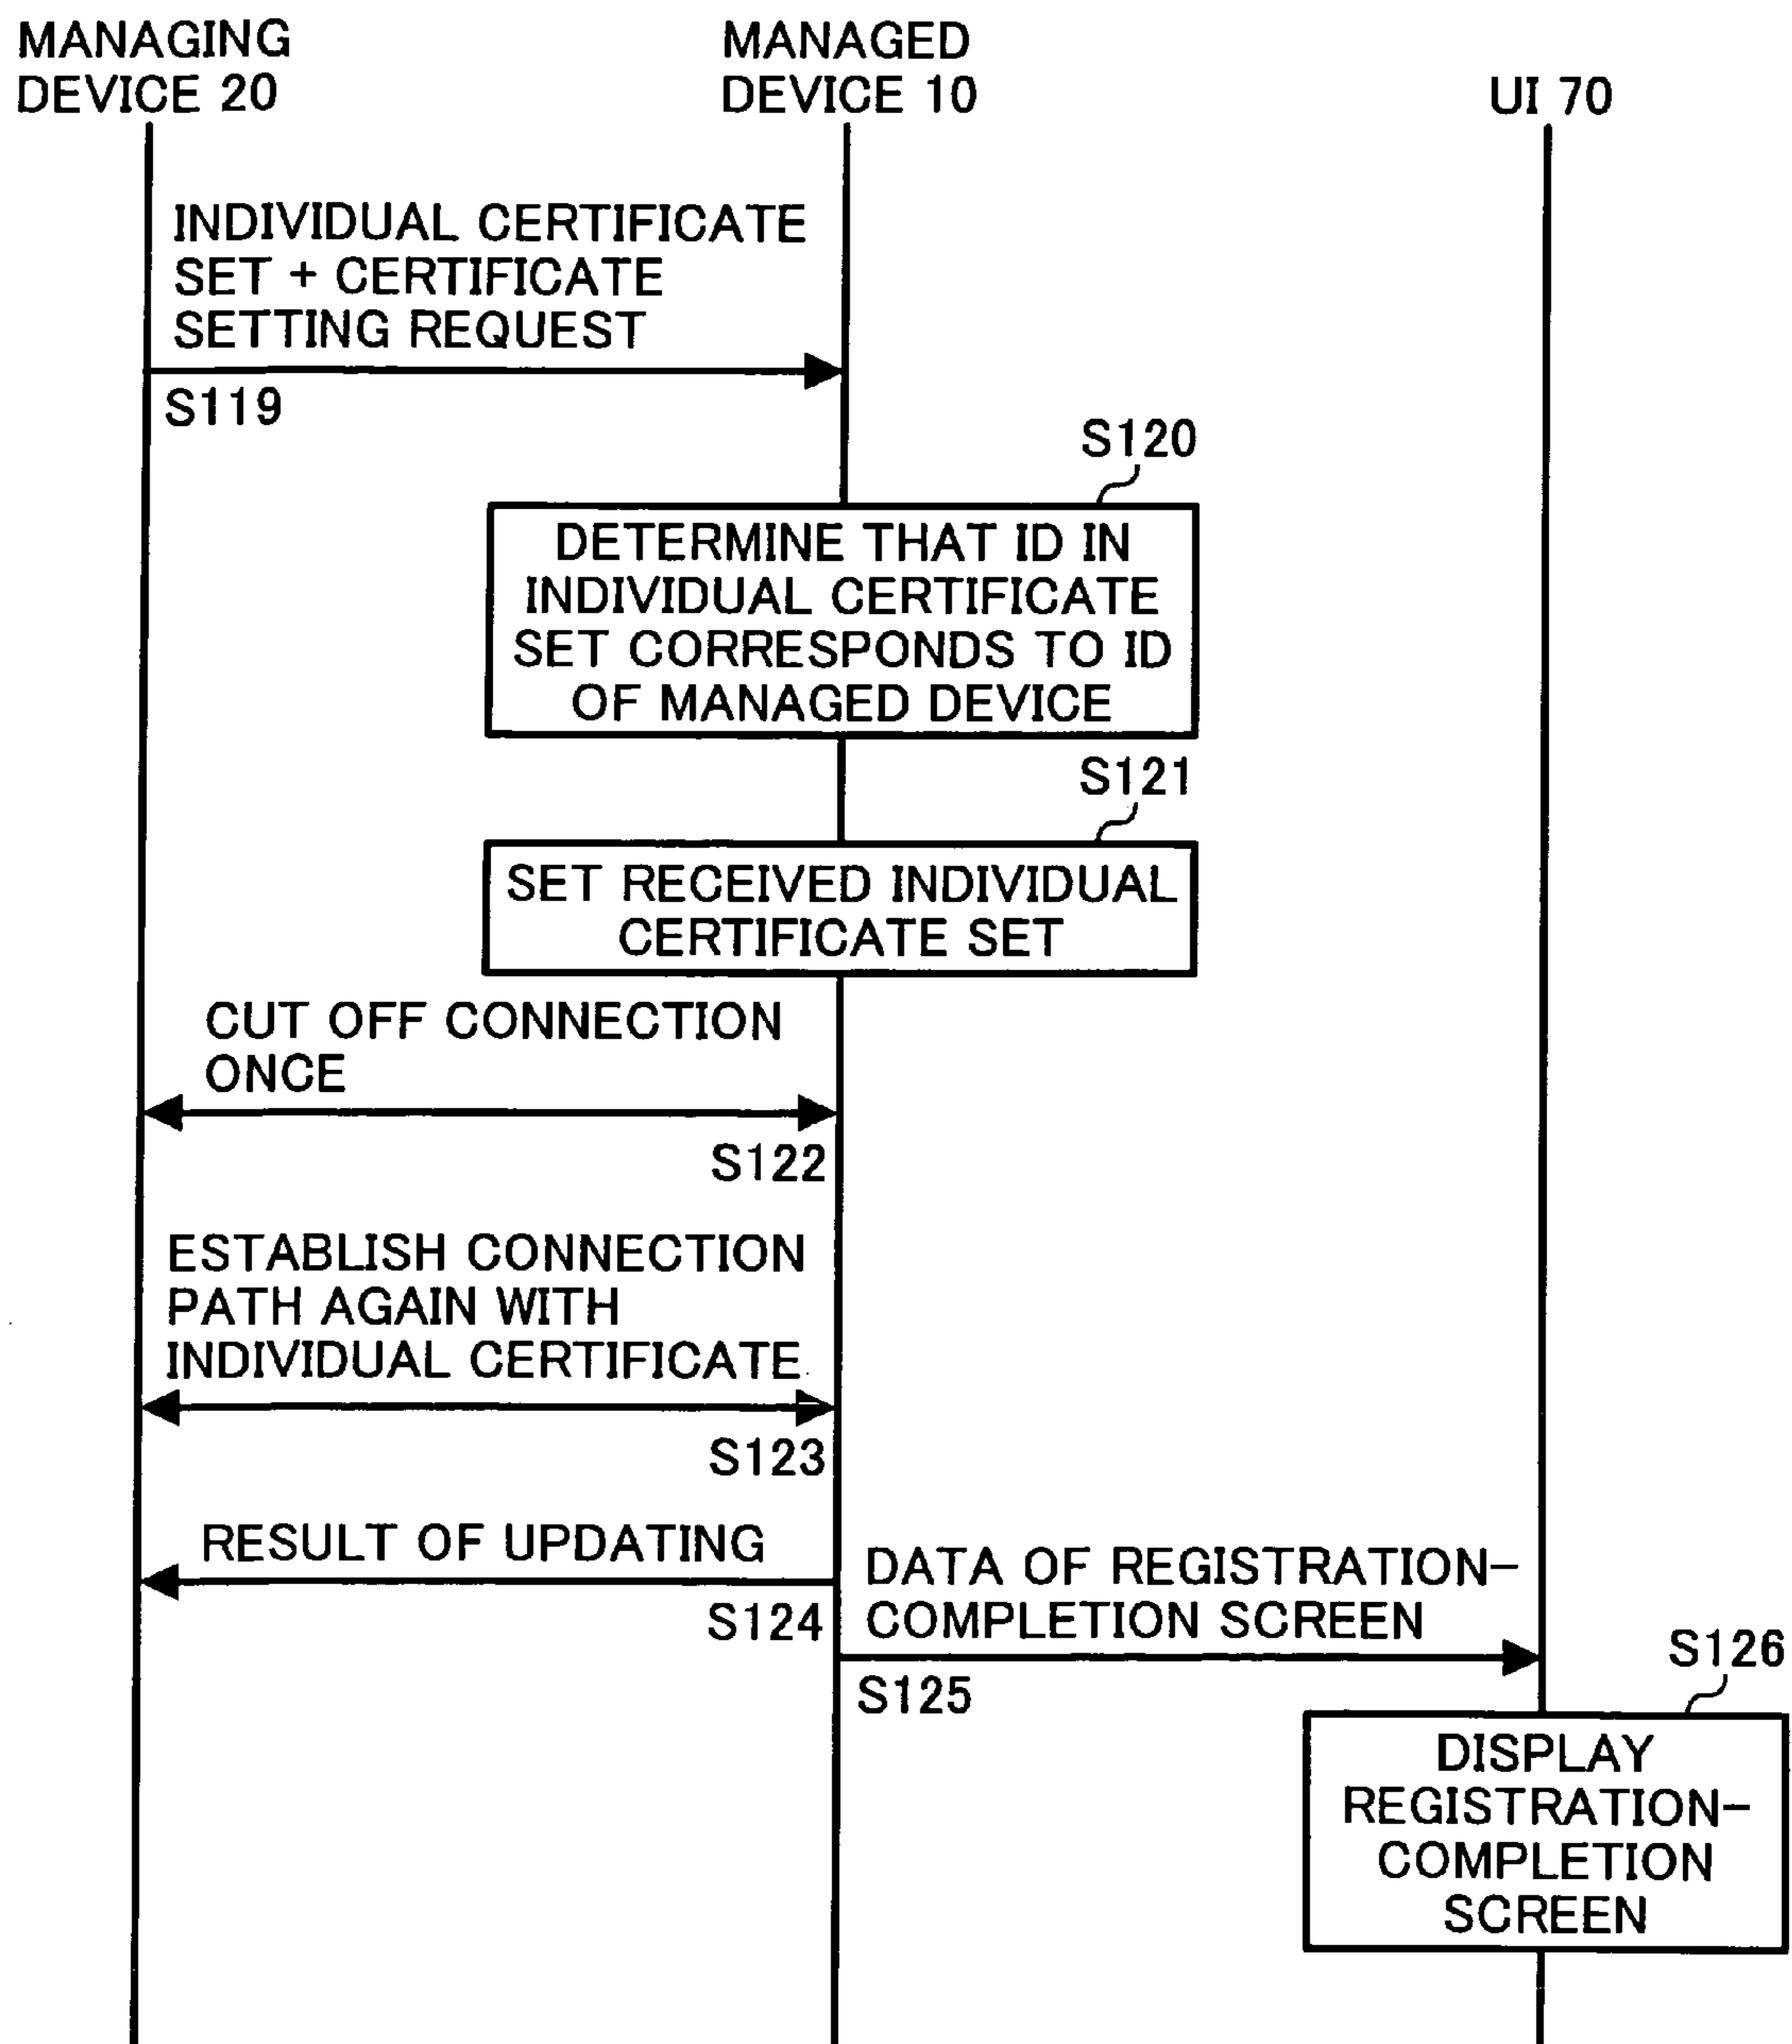 MANAGING
DEVICE 20
MANAGED
DEVICE 10
UI 70
INDIVIDUAL CERTIFICATE
SET + CERTIFICATE
SETTING REQUEST
S119
S120
DETERMINE THAT ID IN
INDIVIDUAL CERTIFICATE
SET CORRESPONDS TO ID
OF MANAGED DEVICE
S121
SET RECEIVED INDIVIDUAL
CERTIFICATE SET
CUT OFF CONNECTION
ONCE
S122
ESTABLISH CONNECTION
PATH AGAIN WITH
INDIVIDUAL CERTIFICATE
S123
RESULT OF UPDATING
S124
DATA OF REGISTRATION-
COMPLETION SCREEN
S125
S126
DISPLAY
REGISTRATION-
COMPLETION
SCREEN